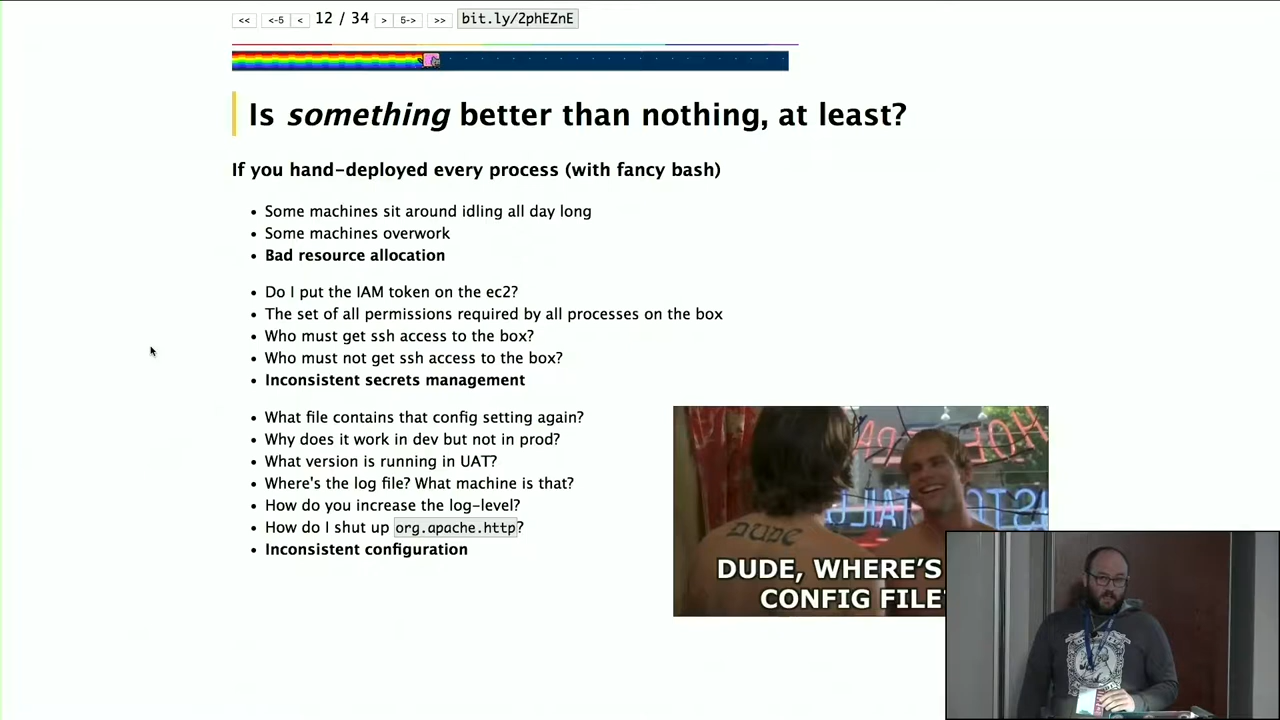 << <-5 < 12 / 34 > 5-> >> bit.ly/2phEZnE
Is something better than nothing, at least?
If you hand-deployed every process (with fancy bash)
• Some machines sit around idling all day long
• Some machines overwork
• Bad resource allocation
• Do I put the IAM token on the ec2?
• The set of all permissions required by all processes on the box
• Who must get ssh access to the box?
• Who must not get ssh access to the box?
• Inconsistent secrets management
• What file contains that config setting again?
• Why does it work in dev but not in prod?
• What version is running in UAT?
• Where's the log file? What machine is that?
• How do you increase the log-level?
• How do I shut up org.apache.http?
• Inconsistent configuration
DUDE
DUDE, WHERE'S
CONFIG FILE